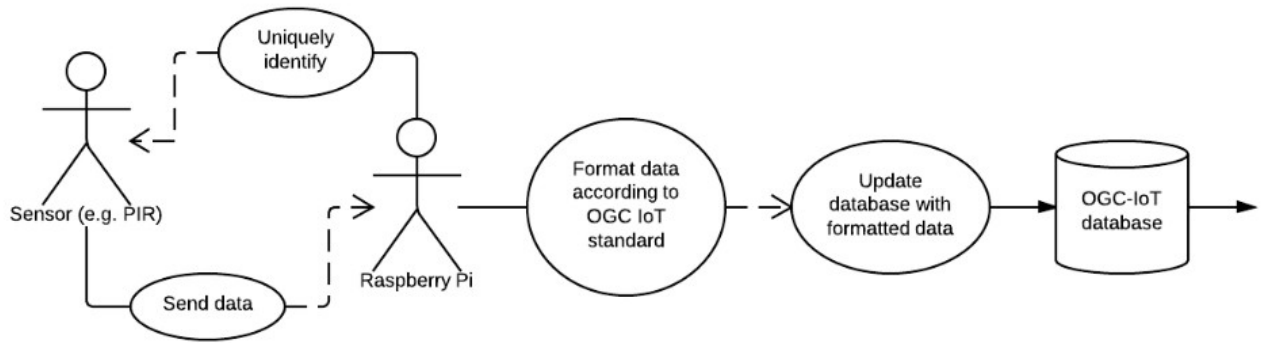 Uniquely
identify
Sensor (e.g. PIR)
Send data
Raspberry Pi
Format data
according to
OGC IoT
standard
Update
database with
formatted data
OGC-IoT
database